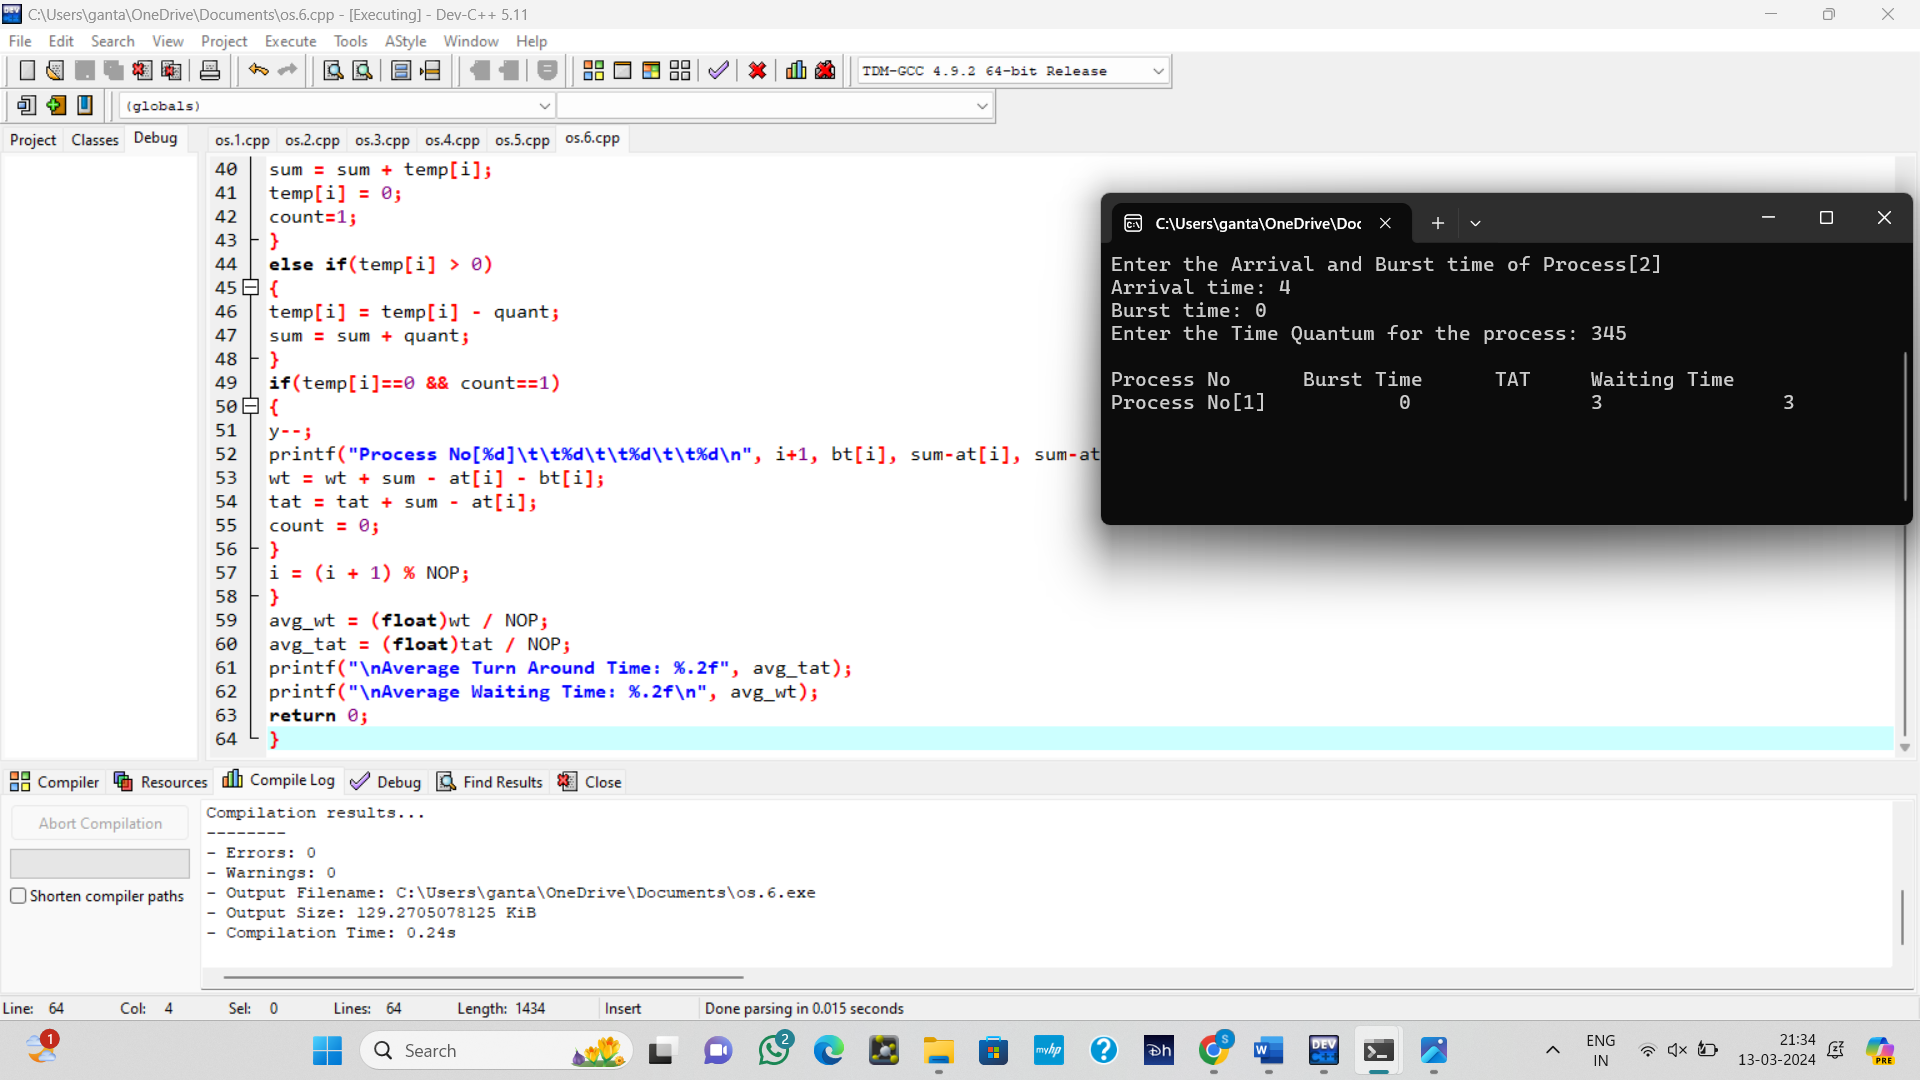 C:\Users\ganta\OneDrive\Documents\os.6.cpp - [Executing] - Dev-C++ 5.11
File Edit Search View Project Execute Tools AStyle Window Help
TDM-GCC 4.9.2 64-bit Release
(globals)
Project Classes Debug
os.1.cpp os.2.cpp os.3.cpp os.4.cpp os.5.cpp os.6.cpp
40 sum = sum + temp[i];
41 temp[i] = 0;
42 count=1;
43 }
44 else if(temp[i] > 0)
45 {
46 temp[i] = temp[i] - quant;
47 sum = sum + quant;
48 }
49 if(temp[i]==0 && count==1)
50 {
51 y--;
52 printf("Process No[%d]\t\t%d\t\t%d\t\t%d\n", i+1, bt[i], sum-at[i], sum-at
53 wt = wt + sum - at[i] - bt[i];
54 tat = tat + sum - at[i];
55 count = 0;
56 }
57 i = (i + 1) % NOP;
58 }
59 avg_wt = (float)wt / NOP;
60 avg_tat = (float)tat / NOP;
61 printf("\nAverage Turn Around Time: %.2f", avg_tat);
62 printf("\nAverage Waiting Time: %.2f\n", avg_wt);
63 return 0;
64 }
C:\Users\ganta\OneDrive\Doc
Enter the Arrival and Burst time of Process[2]
Arrival time: 4
Burst time: 0
Enter the Time Quantum for the process: 345
Process No Burst Time TAT Waiting Time
Process No[1] 0 3 3
Compiler Resources Compile Log Debug Find Results Close
Abort Compilation
Shorten compiler paths
Compilation results...
--------
- Errors: 0
- Warnings: 0
- Output Filename: C:\Users\ganta\OneDrive\Documents\os.6.exe
- Output Size: 129.2705078125 KiB
- Compilation Time: 0.24s
Line: 64 Col: 4 Sel: 0 Lines: 64 Length: 1434 Insert Done parsing in 0.015 seconds
1
Search
2
myhp
?
Dh
S
W
DEV
ENG
IN
21:34
13-03-2024
PRE